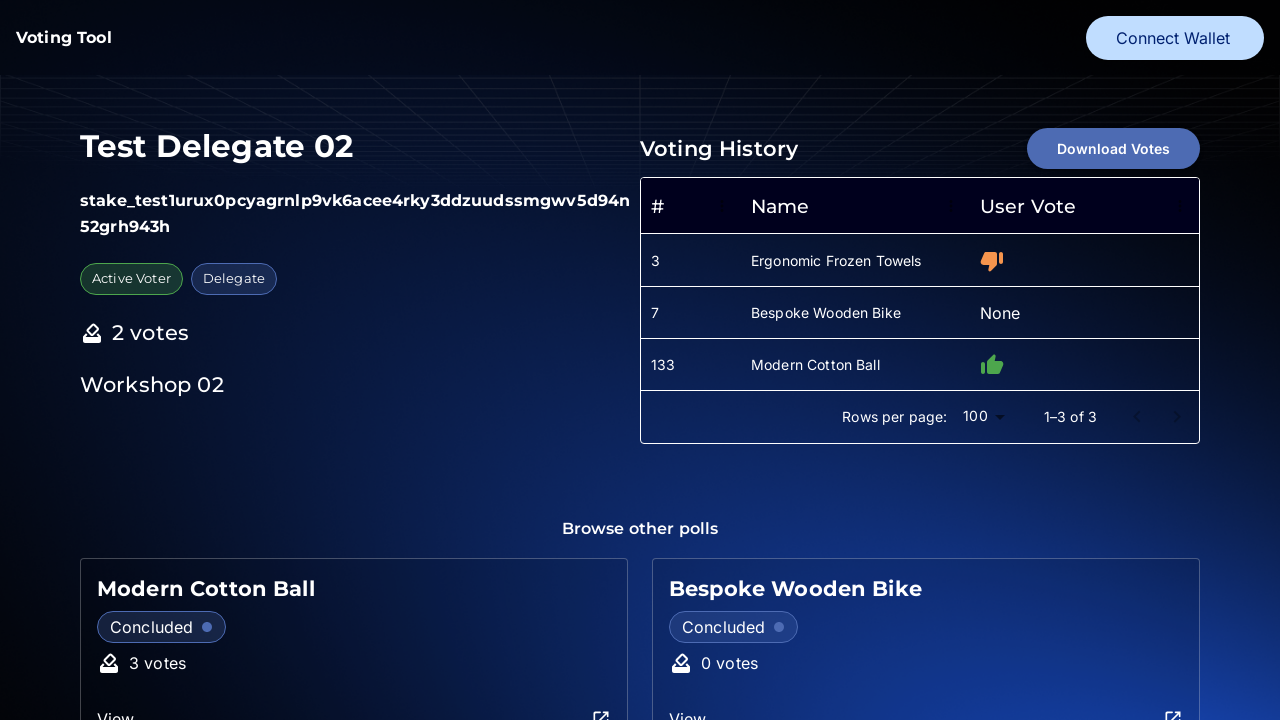 Voting Tool
Connect Wallet
Test Delegate 02
stake_test1urux0pcyagrnlp9vk6acee4rky3ddzuudssmgwv5d94n
52grh943h
Active Voter
Delegate
2 votes
Workshop 02
Voting History
Download Votes
# Name User Vote
3 Ergonomic Frozen Towels
7 Bespoke Wooden Bike None
133 Modern Cotton Ball
Rows per page: 100 1–3 of 3
Browse other polls
Modern Cotton Ball
Concluded
3 votes
View
Bespoke Wooden Bike
Concluded
0 votes
View